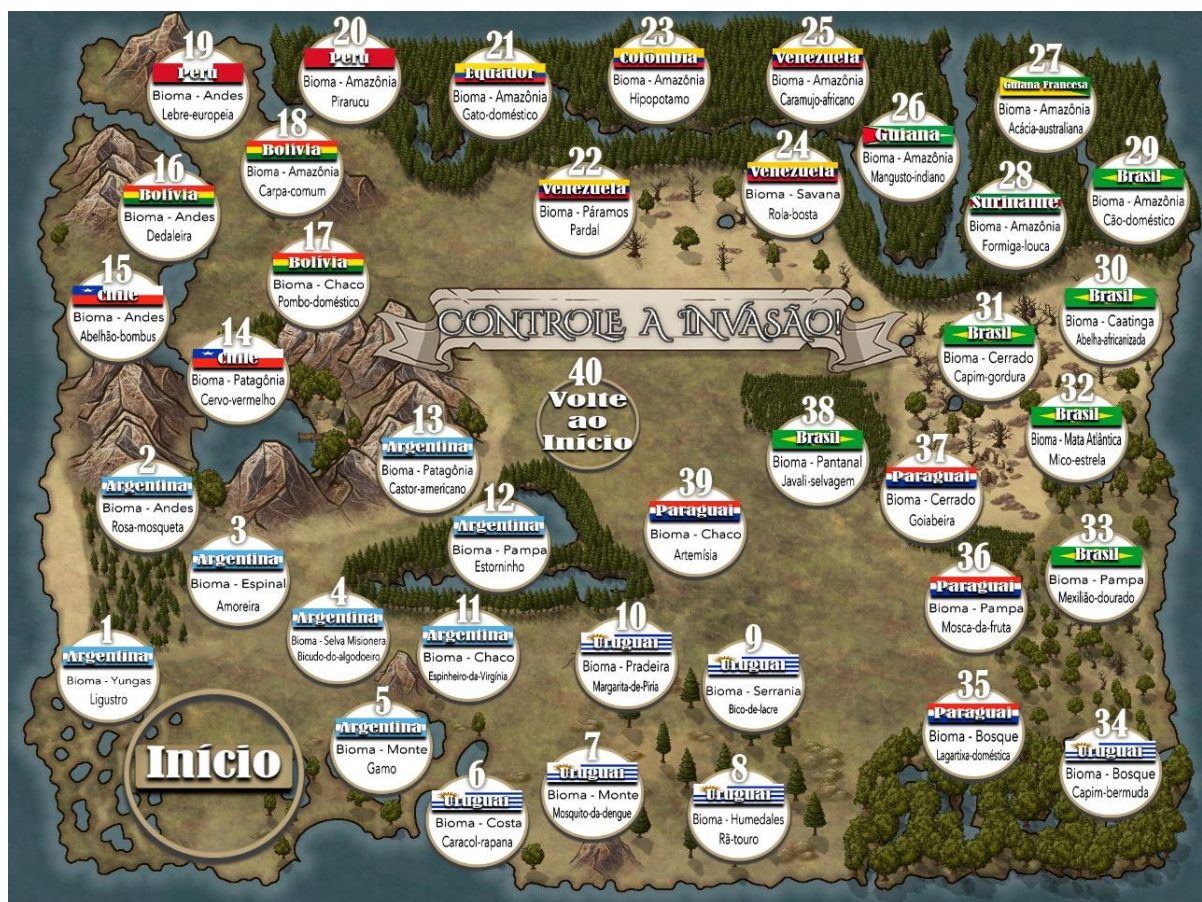 19
Peru
Bioma - Andes
Lebre-europeia
20
Peru
Bioma - Amazônia
Pirarucu
21
Equador
Bioma - Amazônia
Gato-doméstico
23
Colômbia
Bioma - Amazônia
Hipopotamo
25
Venezuela
Bioma - Amazônia
Caramujo-africano
27
Guiana Francesa
Bioma - Amazônia
Acácia-australiana
18
Bolívia
Bioma - Amazônia
Carpa-comum
26
Guiana
Bioma - Amazônia
Mangusto-indiano
16
Bolívia
Bioma - Andes
Dedaleira
22
Venezuela
Bioma - Páramos
Pardal
24
Venezuela
Bioma - Savana
Rola-bosta
28
Suriname
Bioma - Amazônia
Formiga-louca
29
Brasil
Bioma - Amazônia
Cão-doméstico
17
Bolívia
Bioma - Chaco
Pombo-doméstico
15
Chile
Bioma - Andes
Abelhão-bombus
30
Brasil
Bioma - Caatinga
Abelha-africanizada
CONTROLE A INVASÃO!
14
Chile
Bioma - Patagônia
Cervo-vermelho
31
Brasil
Bioma - Cerrado
Capim-gordura
40
Volte
ao
Início
32
Brasil
Bioma - Mata Atlântica
Mico-estrela
13
Argentina
Bioma - Patagônia
Castor-americano
38
Brasil
Bioma - Pantanal
Javali-selvagem
2
Argentina
Bioma - Andes
Rosa-mosqueta
37
Paraguai
Bioma - Cerrado
Goiabeira
12
Argentina
Bioma - Pampa
Estorninho
39
Paraguai
Bioma - Chaco
Artemísia
3
Argentina
Bioma - Espinal
Amoreira
33
Brasil
Bioma - Pampa
Mexilião-dourado
36
Paraguai
Bioma - Pampa
Mosca-da-fruta
4
Argentina
Bioma - Selva Misionera
Bicudo-do-algodoeiro
11
Argentina
Bioma - Chaco
Espinheiro-da-Virgínia
10
Uruguai
Bioma - Pradeira
Margarita-de-Piria
1
Argentina
Bioma - Yungas
Ligustro
9
Uruguai
Bioma - Serrania
Bico-de-lacre
35
Paraguai
Bioma - Bosque
Lagartixa-doméstica
5
Argentina
Bioma - Monte
Gamo
34
Uruguai
Bioma - Bosque
Capim-bermuda
Início
6
Uruguai
Bioma - Costa
Caracol-rapana
7
Uruguai
Bioma - Monte
Mosquito-da-dengue
8
Uruguai
Bioma - Humedales
Rã-touro